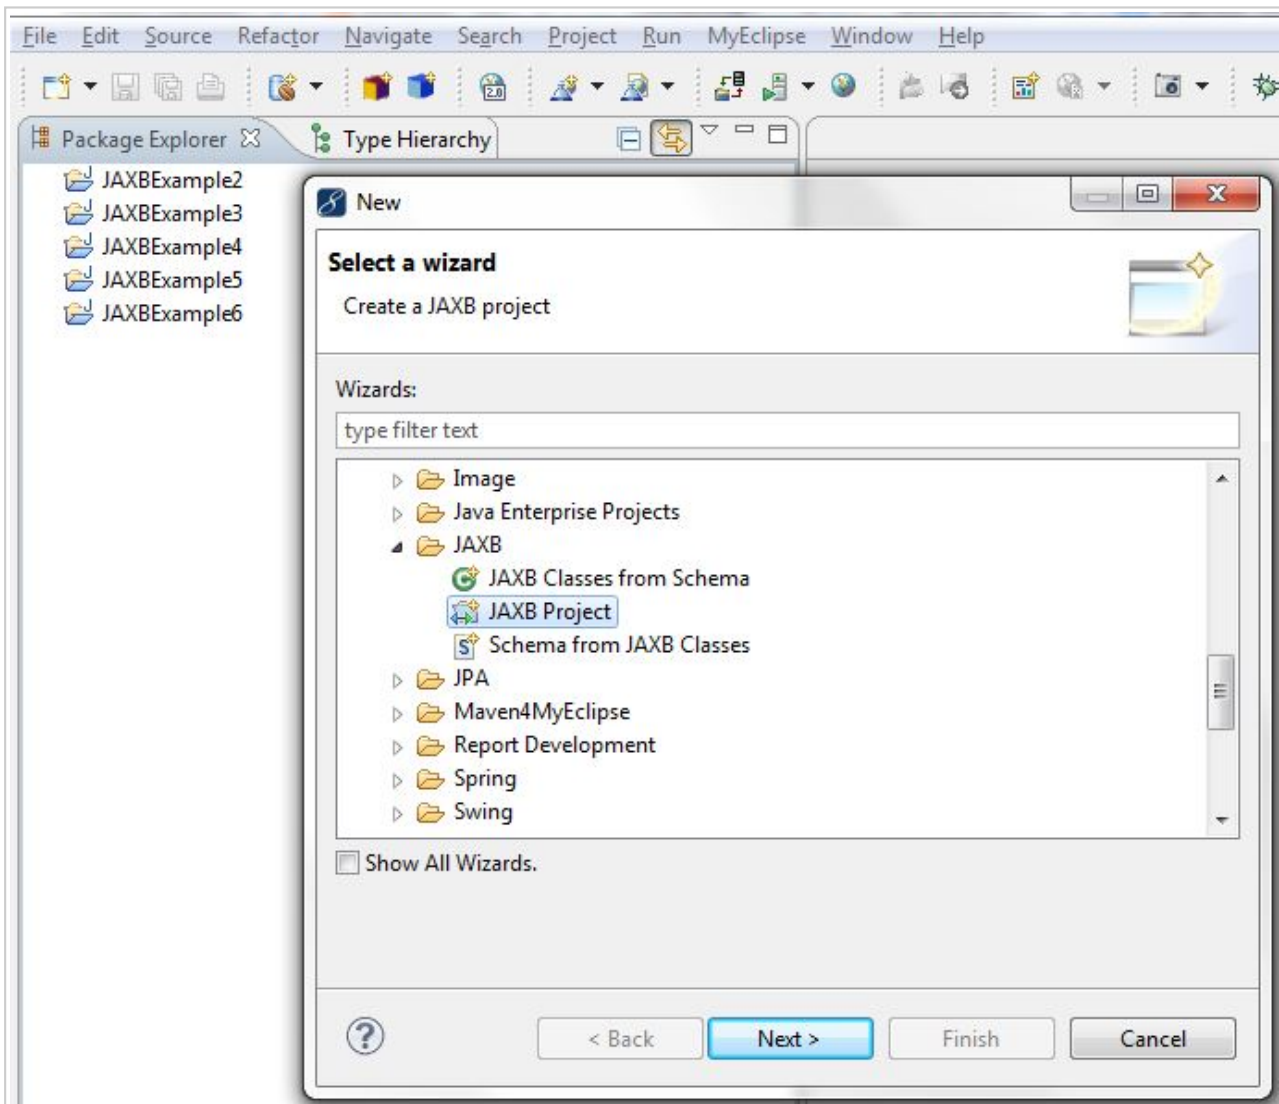 File Edit Source Refactor Navigate Search Project Run MyEclipse Window Help
2.0
Package Explorer Type Hierarchy
JAXBExample2
JAXBExample3
JAXBExample4
JAXBExample5
JAXBExample6
New
Select a wizard
Create a JAXB project
Wizards:
type filter text
Image
Java Enterprise Projects
JAXB
JAXB Classes from Schema
JAXB Project
Schema from JAXB Classes
JPA
Maven4MyEclipse
Report Development
Spring
Swing
Show All Wizards.
< Back Next > Finish Cancel